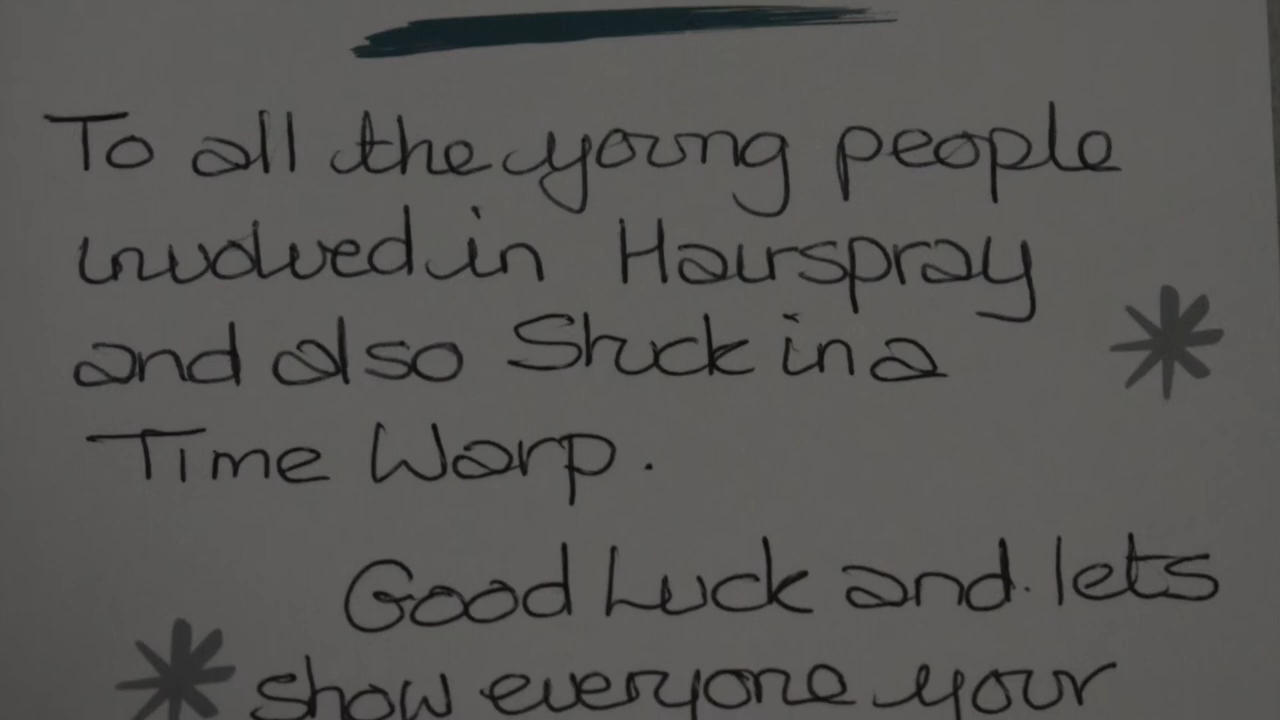 To all the young people
involved in Hairspray
and also Stuck in a
Time Warp.
Good Luck and lets
show everyone your